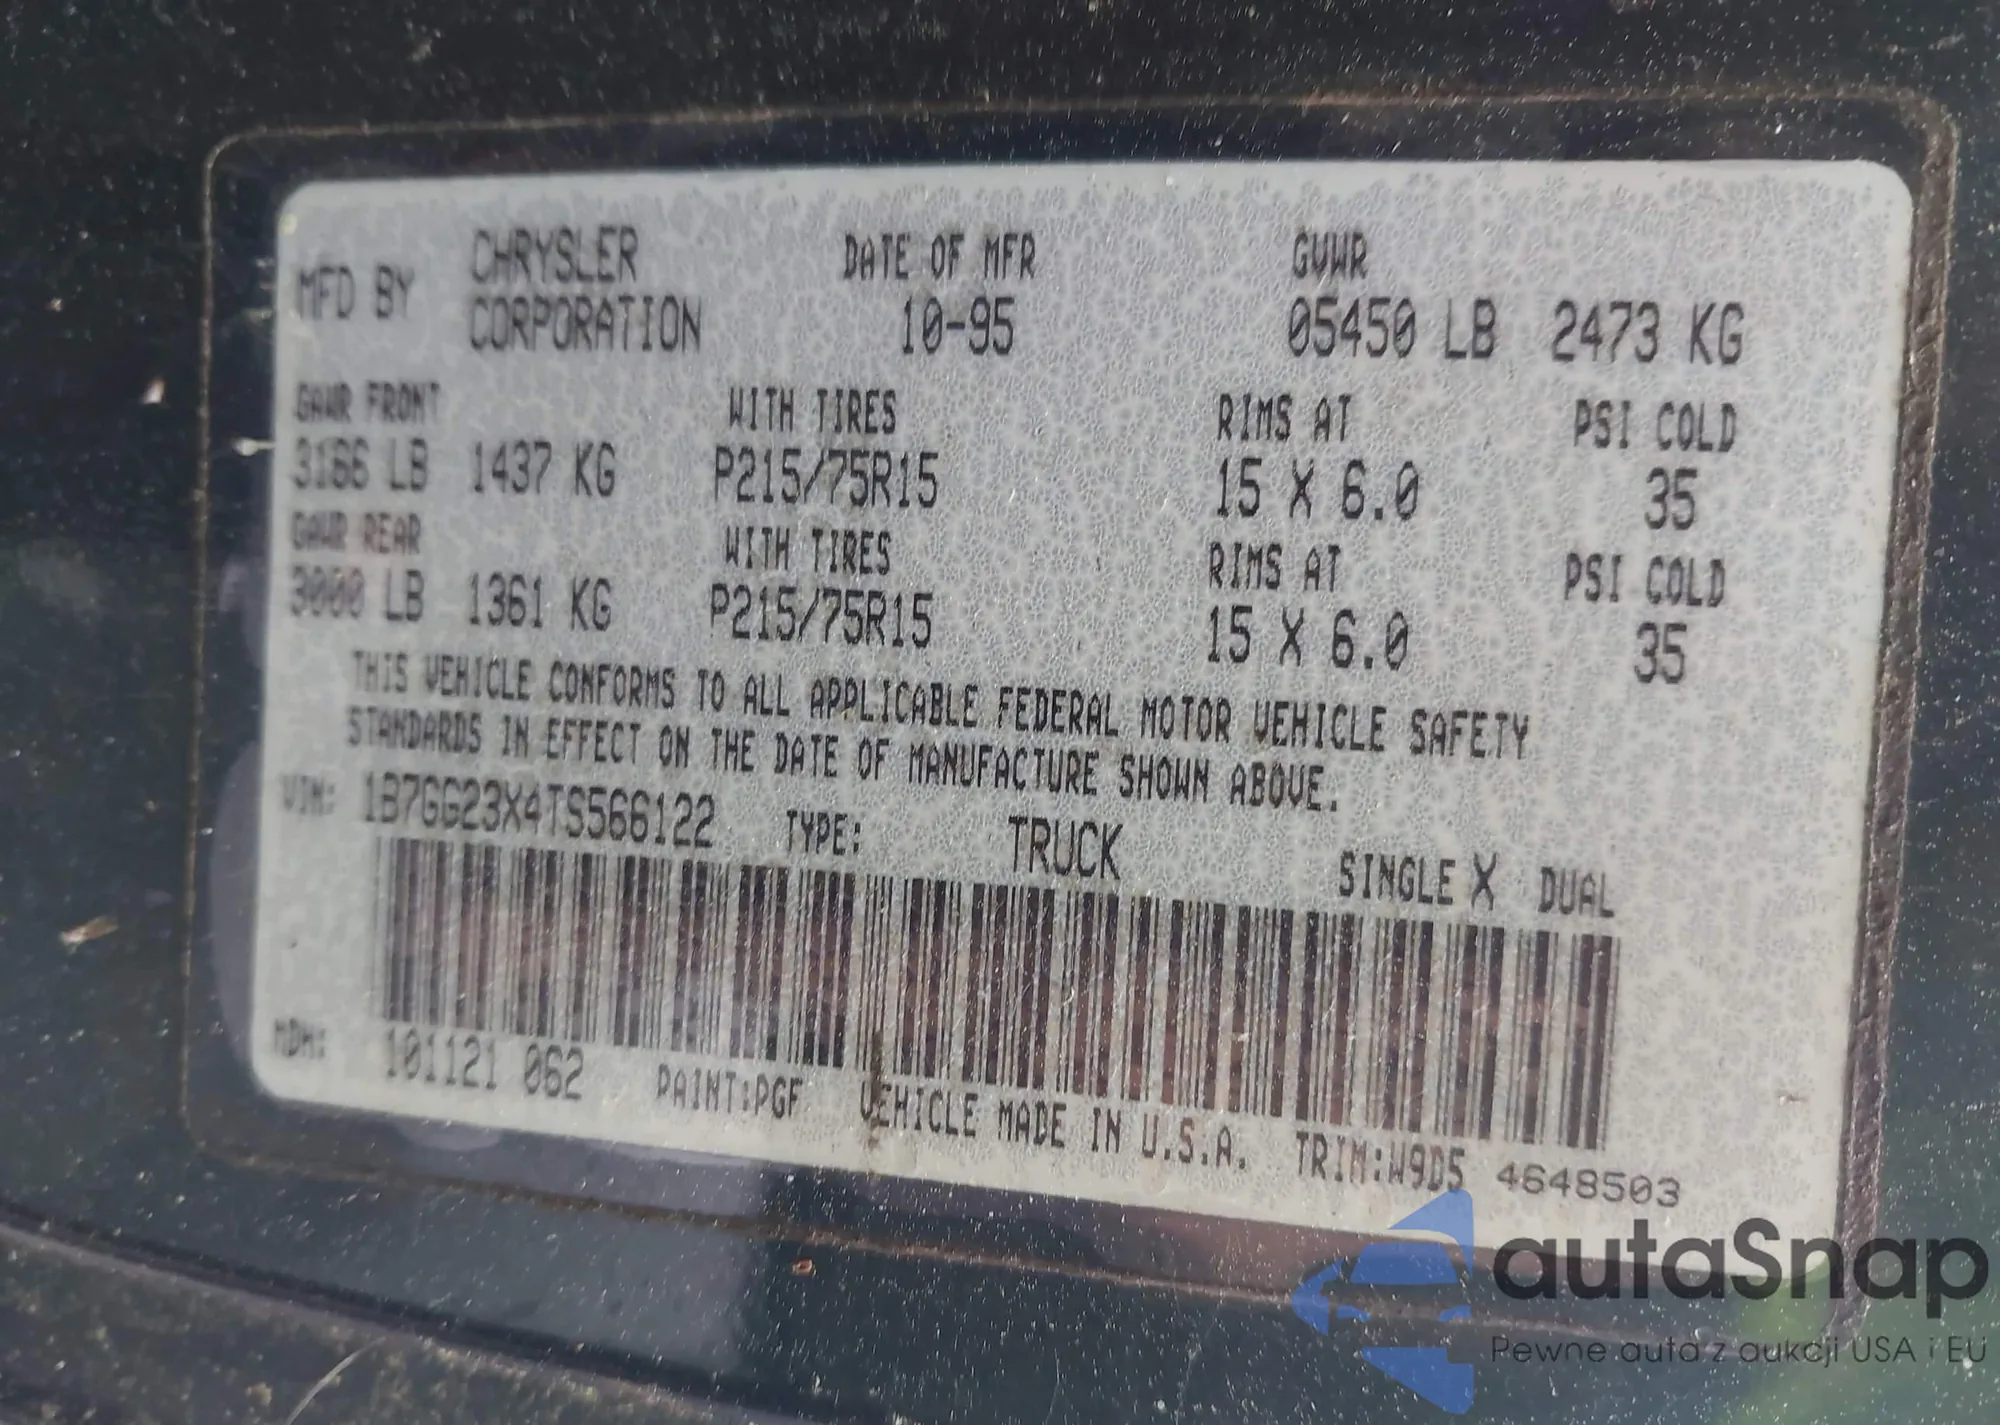 MFD BY CHRYSLER CORPORATION DATE OF MFR 10-95 GVWR 05450 LB 2473 KG
GAWR FRONT WITH TIRES RIMS AT PSI COLD
3166 LB 1437 KG P215/75R15 15 X 6.0 35
GAWR REAR WITH TIRES RIMS AT PSI COLD
3000 LB 1361 KG P215/75R15 15 X 6.0 35
THIS VEHICLE CONFORMS TO ALL APPLICABLE FEDERAL MOTOR VEHICLE SAFETY
STANDARDS IN EFFECT ON THE DATE OF MANUFACTURE SHOWN ABOVE.
VIN: 1B7GG23X4TS566122 TYPE: TRUCK SINGLE X DUAL
MDH: 101121 062 PAINT:PGF VEHICLE MADE IN U.S.A. TRIM:W9D5 4648503
autaSnap
Pewne auta z aukcji USA i EU